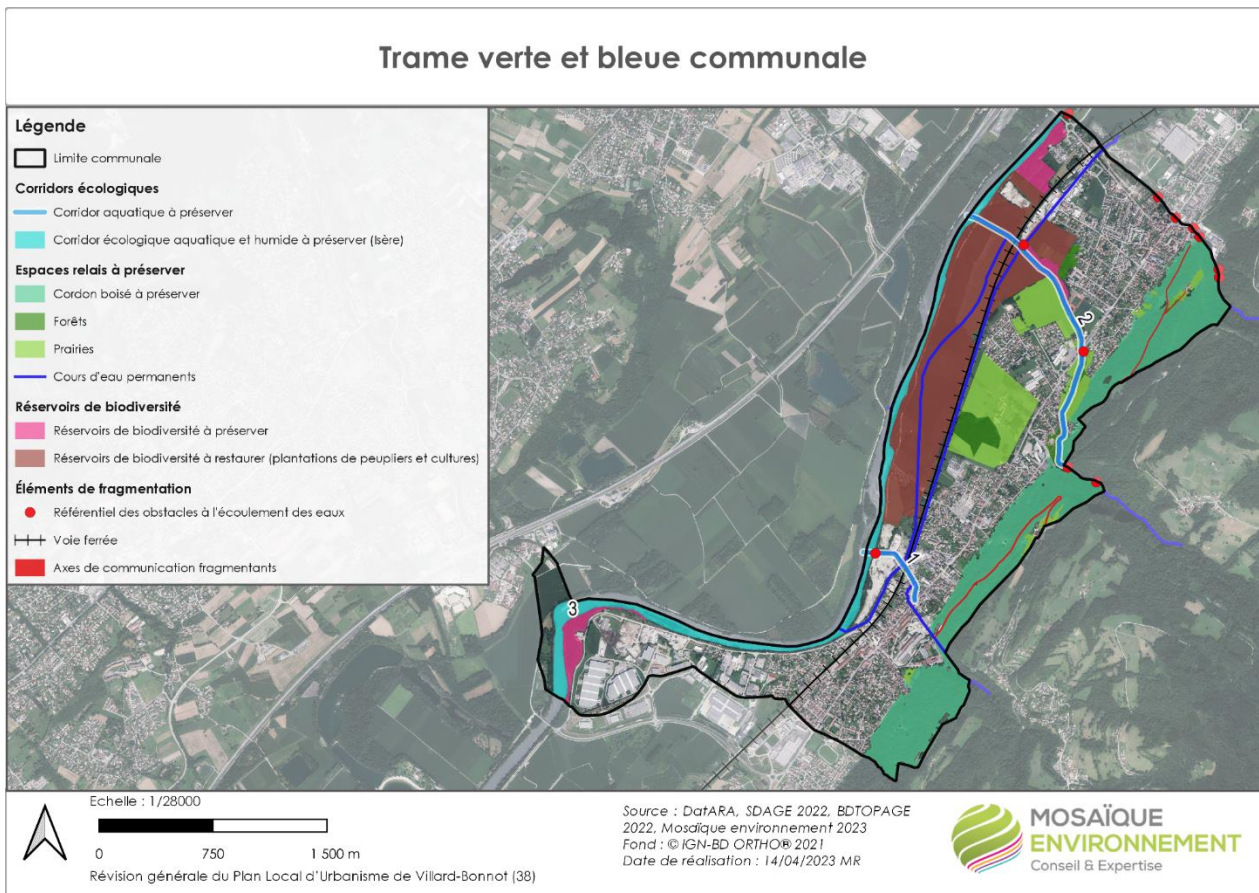 Trame verte et bleue communale
Légende
Limite communale
Corridors écologiques
Corridor aquatique à préserver
Corridor écologique aquatique et humide à préserver (Isère)
Espaces relais à préserver
Cordon boisé à préserver
Forêts
Prairies
Cours d'eau permanents
Réservoirs de biodiversité
Réservoirs de biodiversité à préserver
Réservoirs de biodiversité à restaurer (plantations de peupliers et cultures)
Éléments de fragmentation
Référentiel des obstacles à l'écoulement des eaux
Voie ferrée
Axes de communication fragmentants
2
1
3
Echelle : 1/28000
0 750 1 500 m
Révision générale du Plan Local d'Urbanisme de Villard-Bonnot (38)
Source : DatARA, SDAGE 2022, BDTOPAGE
2022, Mosaïque environnement 2023
Fond : © IGN-BD ORTHO® 2021
Date de réalisation : 14/04/2023 MR
MOSAÏQUE
ENVIRONNEMENT
Conseil & Expertise